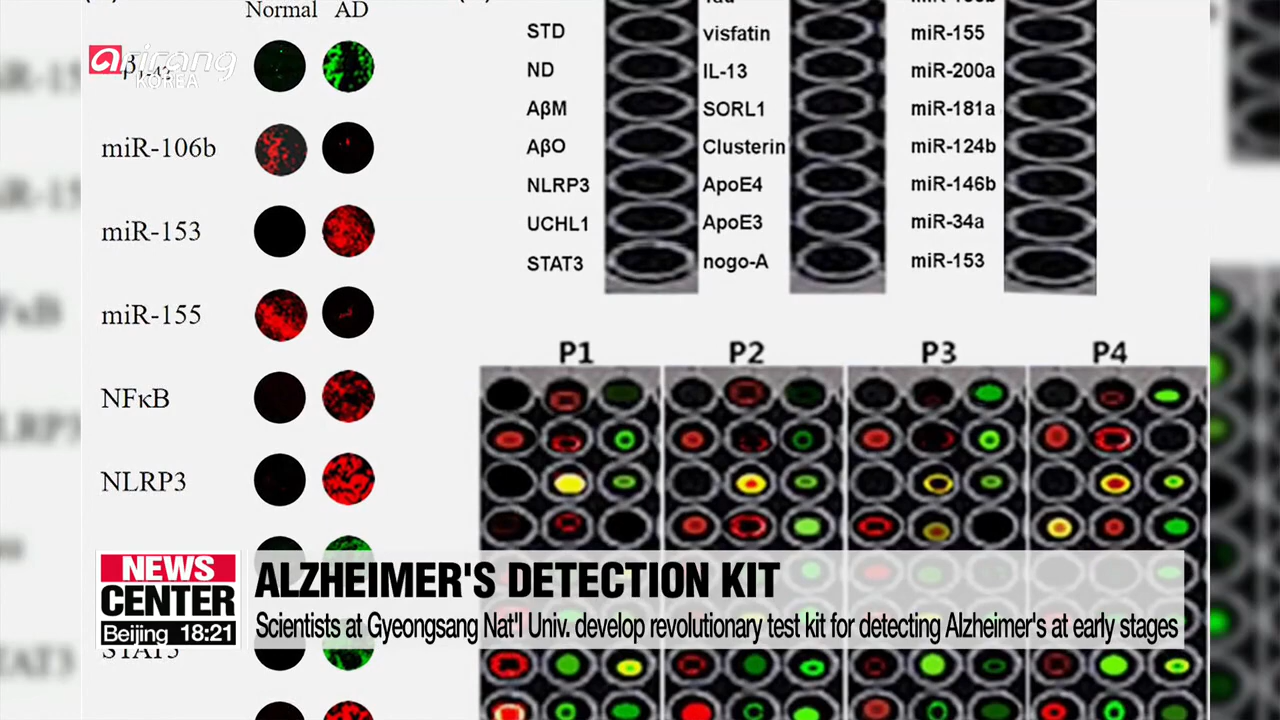 Normal AD
arirang
KOREA
miR-106b
miR-153
miR-155
NFκB
NLRP3
STD
ND
AβM
AβO
NLRP3
UCHL1
STAT3
visfatin
IL-13
SORL1
Clusterin
ApoE4
ApoE3
nogo-A
miR-155
miR-200a
miR-181a
miR-124b
miR-146b
miR-34a
miR-153
P1 P2 P3 P4
NEWS
CENTER
Beijing 18:21
ALZHEIMER'S DETECTION KIT
Scientists at Gyeongsang Nat'l Univ. develop revolutionary test kit for detecting Alzheimer's at early stages